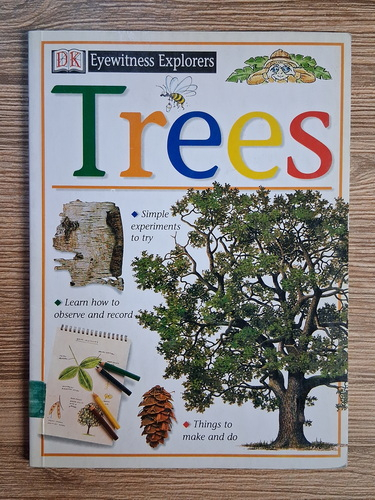 DK Eyewitness Explorers
Trees
Simple
experiments
to try
Learn how to
observe and record
Things to
make and do